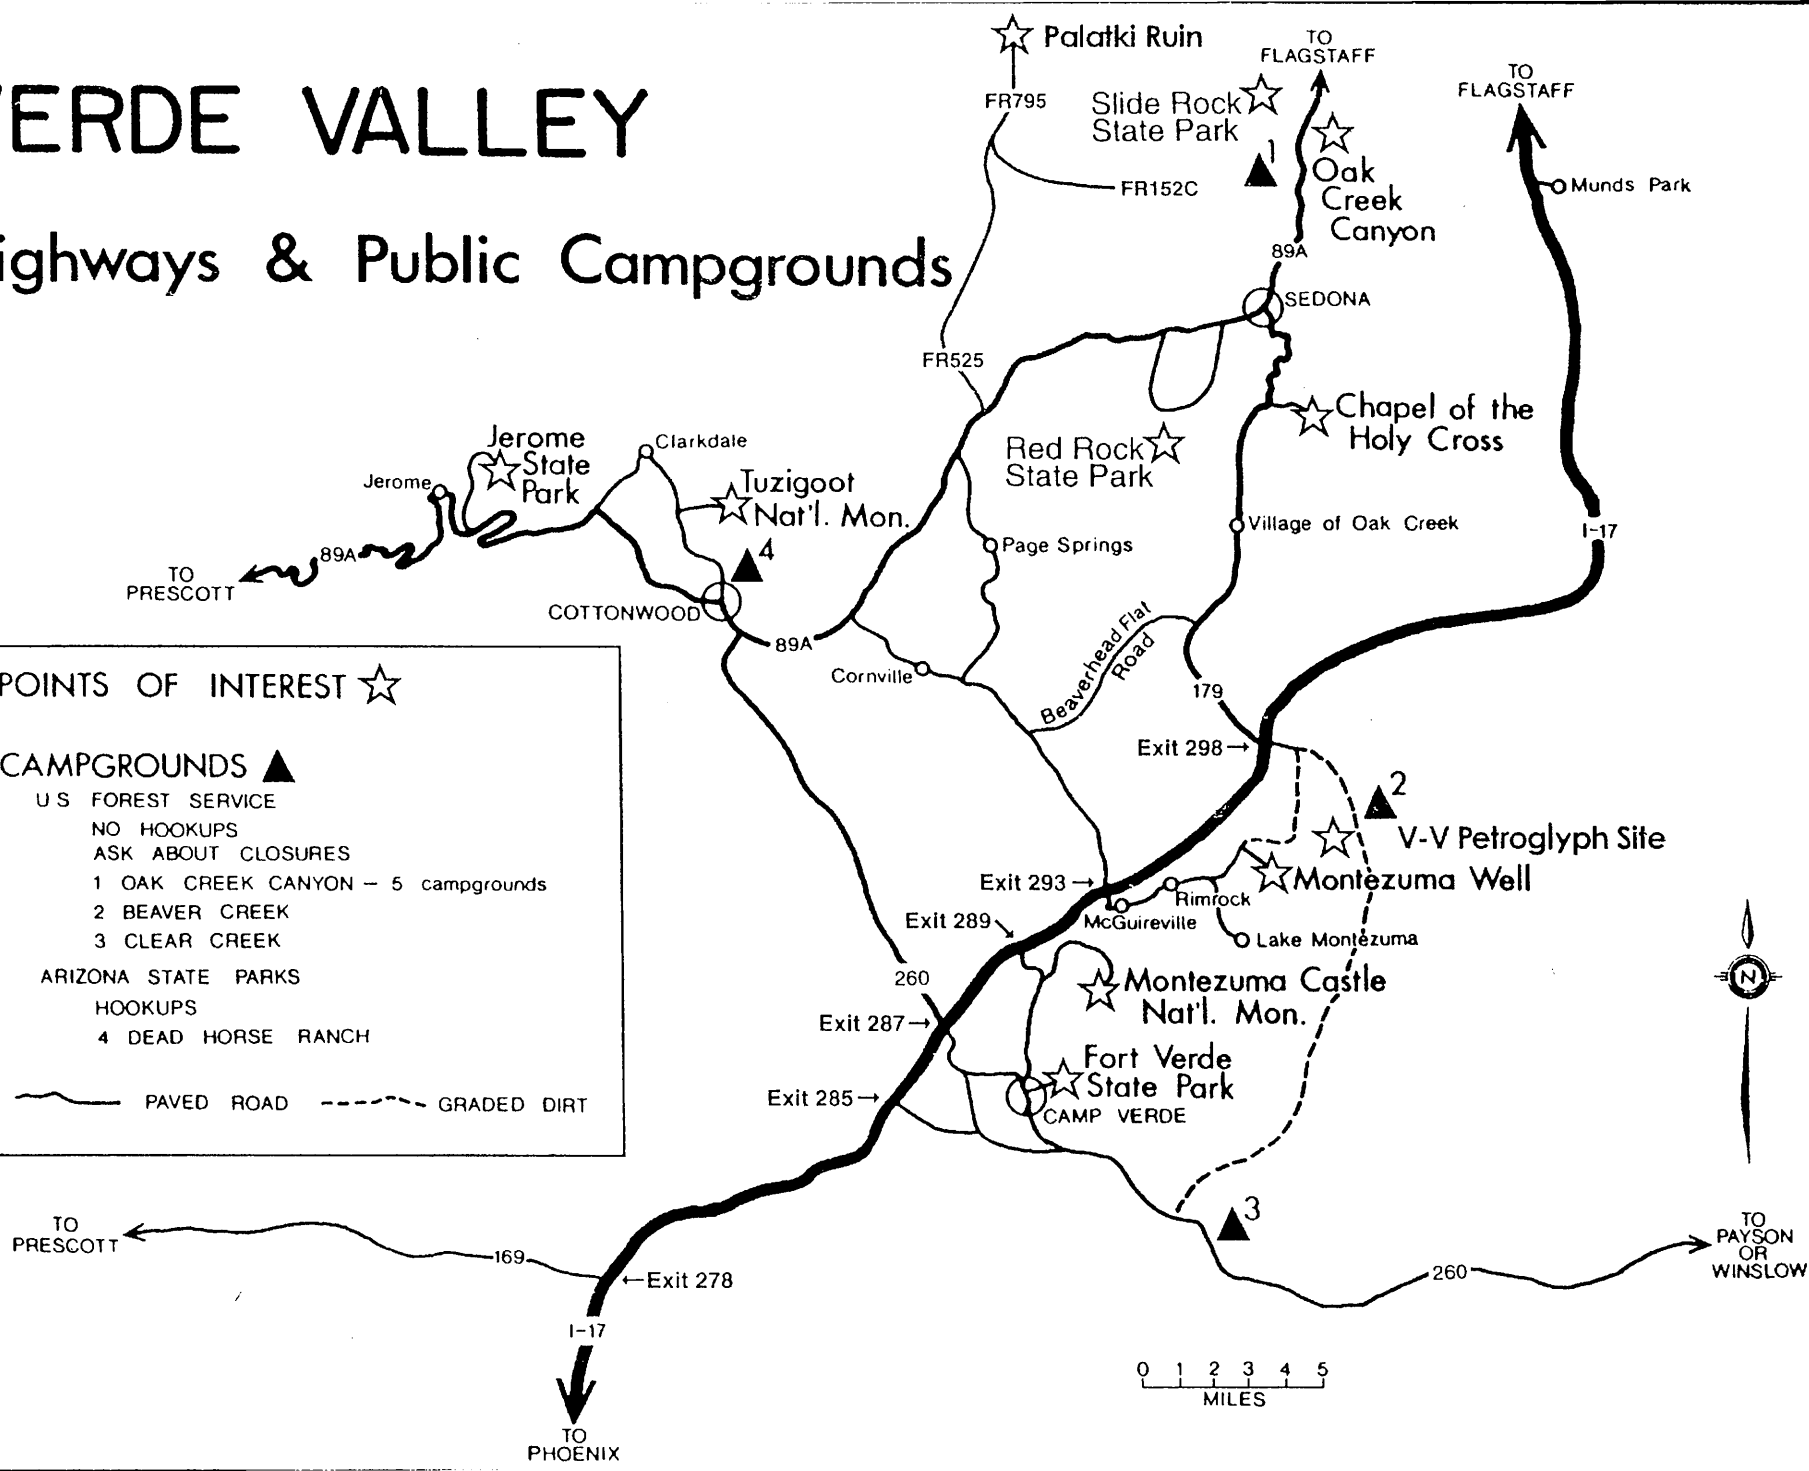 ERDE VALLEY
ighways & Public Campgrounds
Palatki Ruin
FR795
Slide Rock
State Park
TO
FLAGSTAFF
1
Oak
Creek
Canyon
TO
FLAGSTAFF
Munds Park
FR152C
89A
SEDONA
FR525
Chapel of the
Holy Cross
Red Rock
State Park
Jerome
State
Park
Jerome
Clarkdale
Tuzigoot
Nat'l. Mon.
4
89A
TO
PRESCOTT
COTTONWOOD
89A
Page Springs
Village of Oak Creek
I-17
Cornville
Beaverhead Flat
Road
179
Exit 298
POINTS OF INTEREST
CAMPGROUNDS
U S FOREST SERVICE
NO HOOKUPS
ASK ABOUT CLOSURES
1 OAK CREEK CANYON - 5 campgrounds
2 BEAVER CREEK
3 CLEAR CREEK
ARIZONA STATE PARKS
HOOKUPS
4 DEAD HORSE RANCH
PAVED ROAD
GRADED DIRT
2
V-V Petroglyph Site
Montezuma Well
Exit 293
Rimrock
McGuireville
Exit 289
Lake Montezuma
260
Montezuma Castle
Nat'l. Mon.
Exit 287
Fort Verde
State Park
Exit 285
CAMP VERDE
N
3
TO
PRESCOTT
169
Exit 278
I-17
TO
PHOENIX
260
TO
PAYSON
OR
WINSLOW
0 1 2 3 4 5
MILES